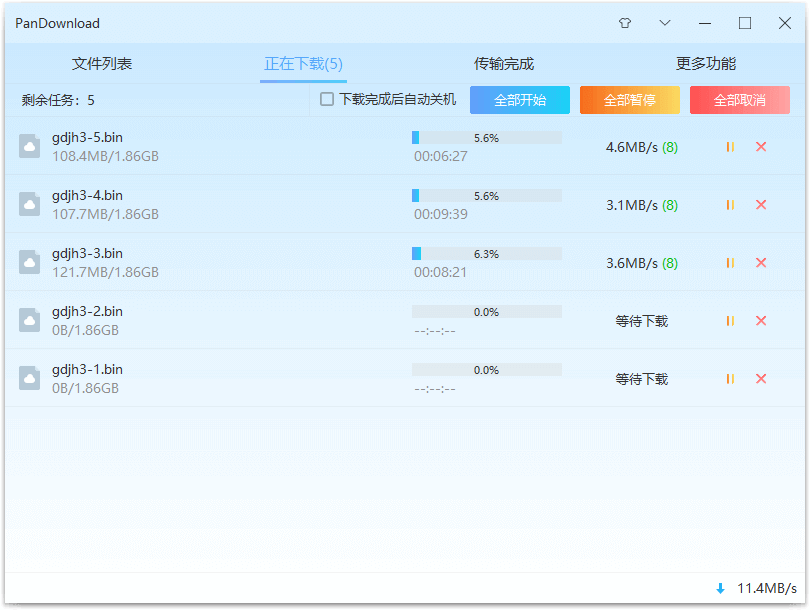 PanDownload
文件列表 正在下载(5) 传输完成 更多功能
剩余任务：5 下载完成后自动关机 全部开始 全部暂停 全部取消
gdjh3-5.bin 5.6%
108.4MB/1.86GB 00:06:27 4.6MB/s (8)
gdjh3-4.bin 5.6%
107.7MB/1.86GB 00:09:39 3.1MB/s (8)
gdjh3-3.bin 6.3%
121.7MB/1.86GB 00:08:21 3.6MB/s (8)
gdjh3-2.bin 0.0%
0B/1.86GB --:--:-- 等待下载
gdjh3-1.bin 0.0%
0B/1.86GB --:--:-- 等待下载
11.4MB/s